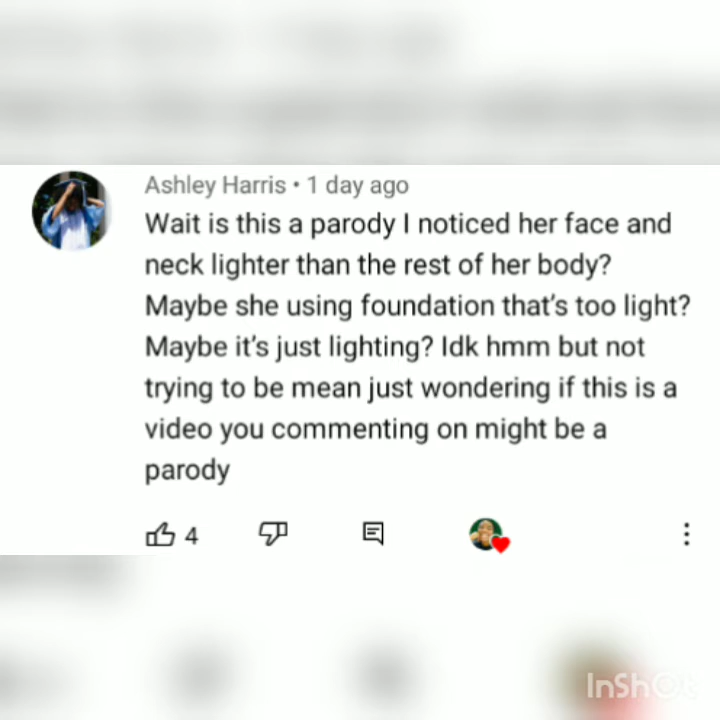 Ashley Harris • 1 day ago
Wait is this a parody I noticed her face and
neck lighter than the rest of her body?
Maybe she using foundation that's too light?
Maybe it's just lighting? Idk hmm but not
trying to be mean just wondering if this is a
video you commenting on might be a
parody
4
InShOt